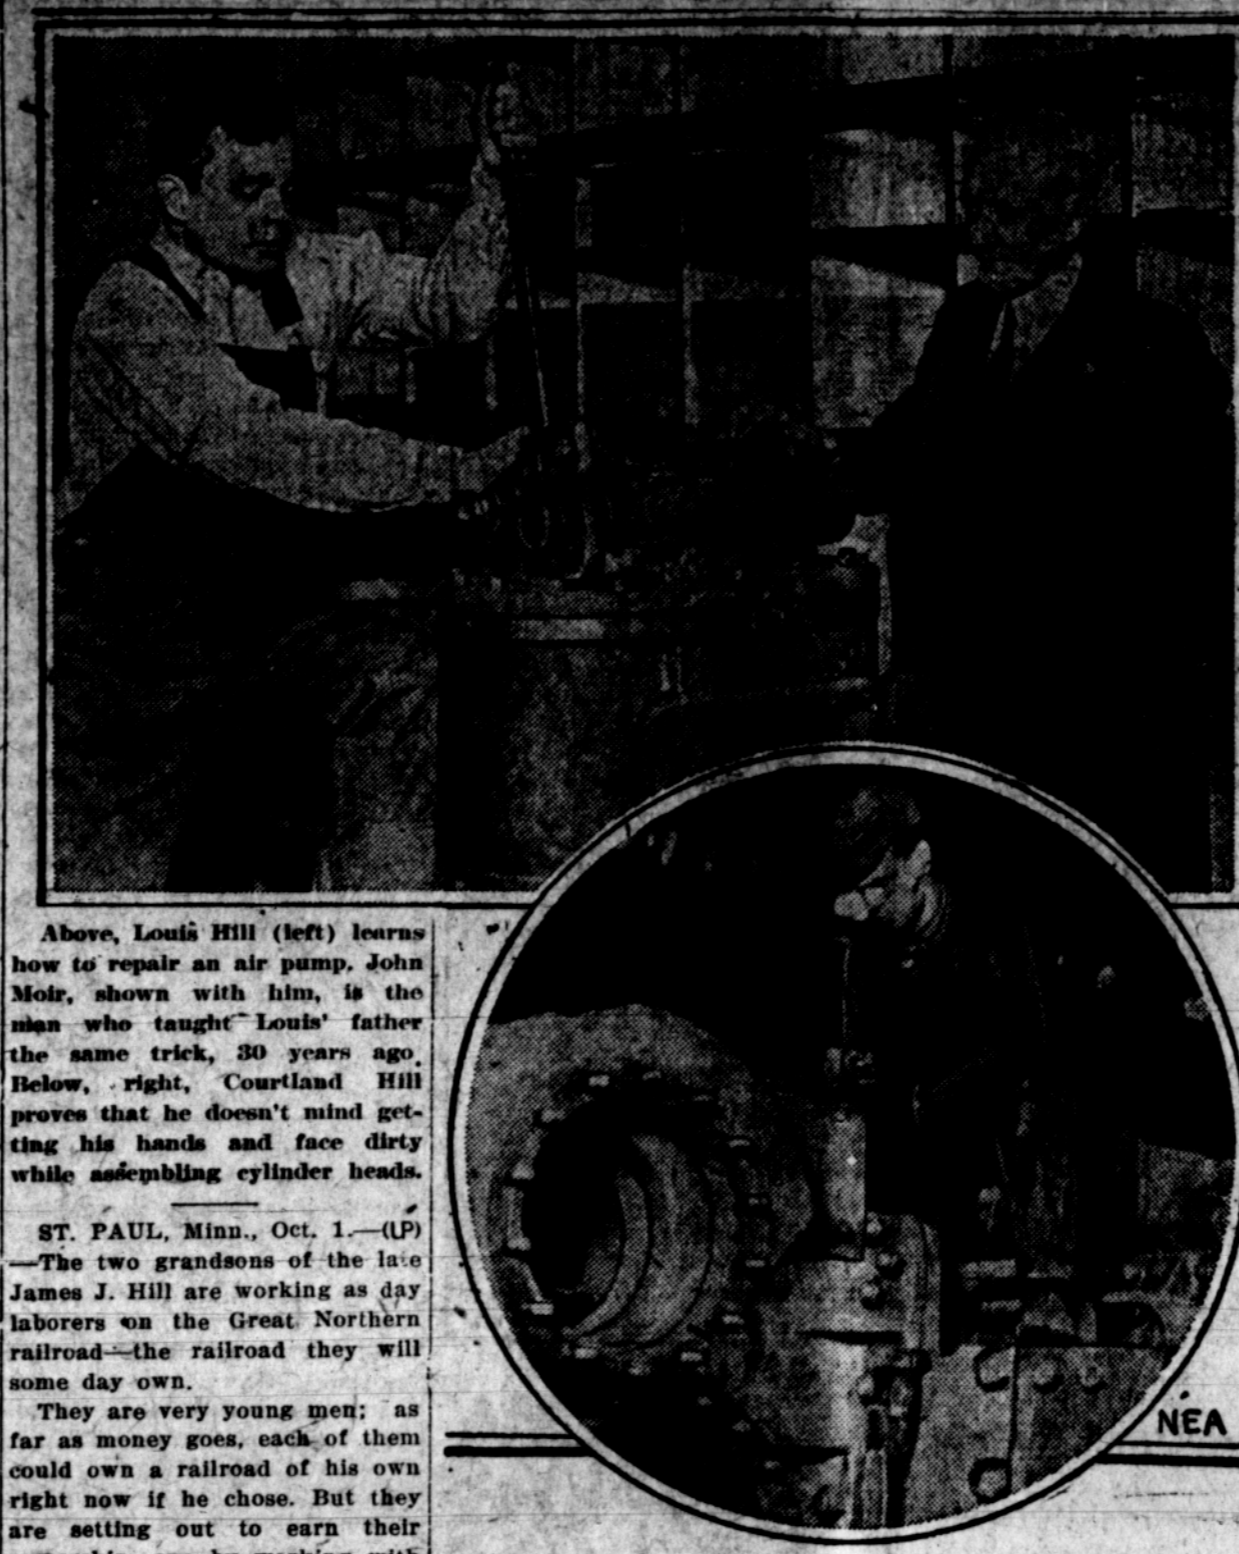 Above, Louis Hill (left) learns
how to repair an air pump. John
Moir, shown with him, is the
man who taught Louis' father
the same trick, 30 years ago.
Below, right, Courtland Hill
proves that he doesn't mind get-
ting his hands and face dirty
while assembling cylinder heads.
ST. PAUL, Minn., Oct. 1.—(UP)
—The two grandsons of the late
James J. Hill are working as day
laborers on the Great Northern
railroad—the railroad they will
some day own.
They are very young men; as
far as money goes, each of them
could own a railroad of his own
right now if he chose. But they
are setting out to earn their
NEA